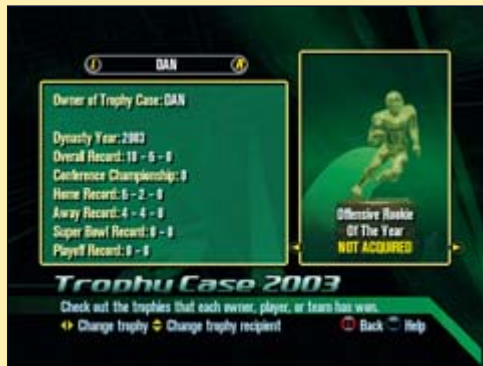 DAN
Owner of Trophy Case: DAN
Dynasty Year: 2003
Overall Record: 10 - 6 - 0
Conference Championship: 0
Home Record: 6 - 2 - 0
Away Record: 4 - 4 - 0
Super Bowl Record: 0 - 0
Playoff Record: 0 - 0
Offensive Rookie
Of The Year
NOT ACQUIRED
Trophy Case 2003
Check out the trophies that each owner, player, or team has won.
Change trophy Change trophy recipient Back Help